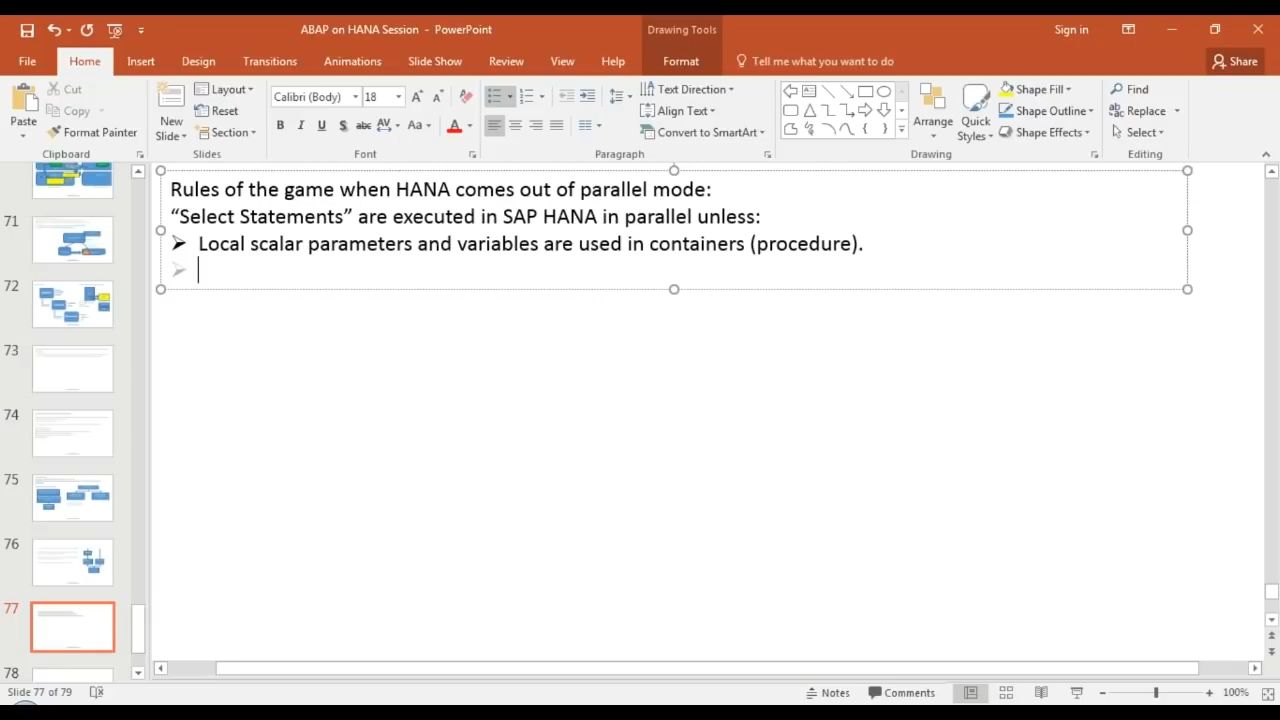 ABAP on HANA Session - PowerPoint
Drawing Tools
Sign in
File
Home
Insert
Design
Transitions
Animations
Slide Show
Review
View
Help
Format
Tell me what you want to do
Share
Paste
Cut
Copy
Format Painter
Clipboard
New Slide
Layout
Reset
Section
Slides
Calibri (Body)
18
B I U S abc AV Aa A
Font
Text Direction
Align Text
Convert to SmartArt
Paragraph
Arrange
Quick Styles
Shape Fill
Shape Outline
Shape Effects
Drawing
Find
Replace
Select
Editing
71
72
73
74
75
76
77
78
Rules of the game when HANA comes out of parallel mode:
“Select Statements” are executed in SAP HANA in parallel unless:
Local scalar parameters and variables are used in containers (procedure).
Slide 77 of 79
Notes
Comments
100%